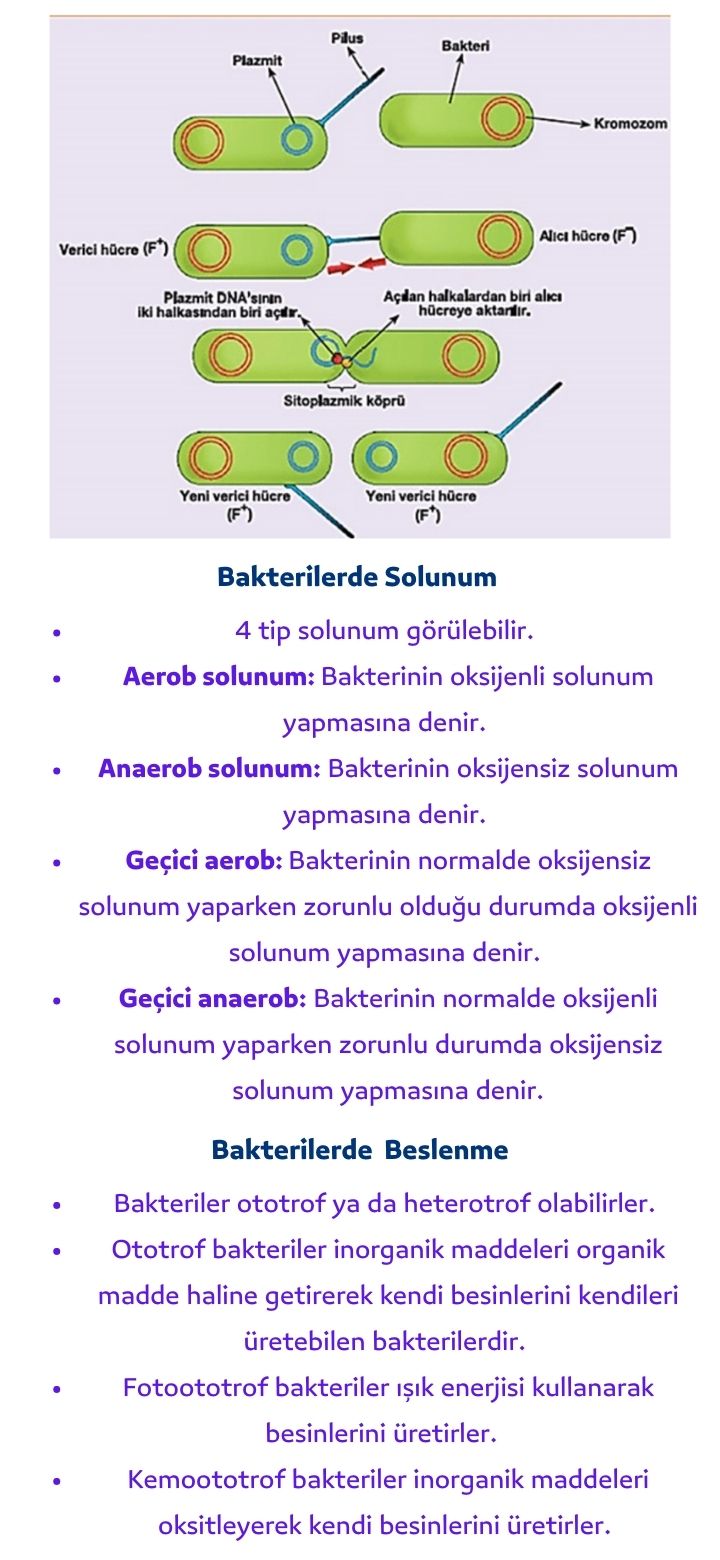 Pilus
Plazmit
Bakteri
Kromozom
Verici hücre (F⁺)
Alıcı hücre (F⁻)
Plazmit DNA'sının
iki halkasından biri açılır.
Açılan halkalardan biri alıcı
hücreye aktarılır.
Sitoplazmik köprü
Yeni verici hücre
(F⁺)
Yeni verici hücre
(F⁺)
Bakterilerde Solunum
• 4 tip solunum görülebilir.
• Aerob solunum: Bakterinin oksijenli solunum
yapmasına denir.
• Anaerob solunum: Bakterinin oksijensiz solunum
yapmasına denir.
• Geçici aerob: Bakterinin normalde oksijensiz
solunum yaparken zorunlu olduğu durumda oksijenli
solunum yapmasına denir.
• Geçici anaerob: Bakterinin normalde oksijenli
solunum yaparken zorunlu durumda oksijensiz
solunum yapmasına denir.
Bakterilerde Beslenme
• Bakteriler ototrof ya da heterotrof olabilirler.
• Ototrof bakteriler inorganik maddeleri organik
madde haline getirerek kendi besinlerini kendileri
üretebilen bakterilerdir.
• Fotoototrof bakteriler ışık enerjisi kullanarak
besinlerini üretirler.
• Kemoototrof bakteriler inorganik maddeleri
oksitleyerek kendi besinlerini üretirler.